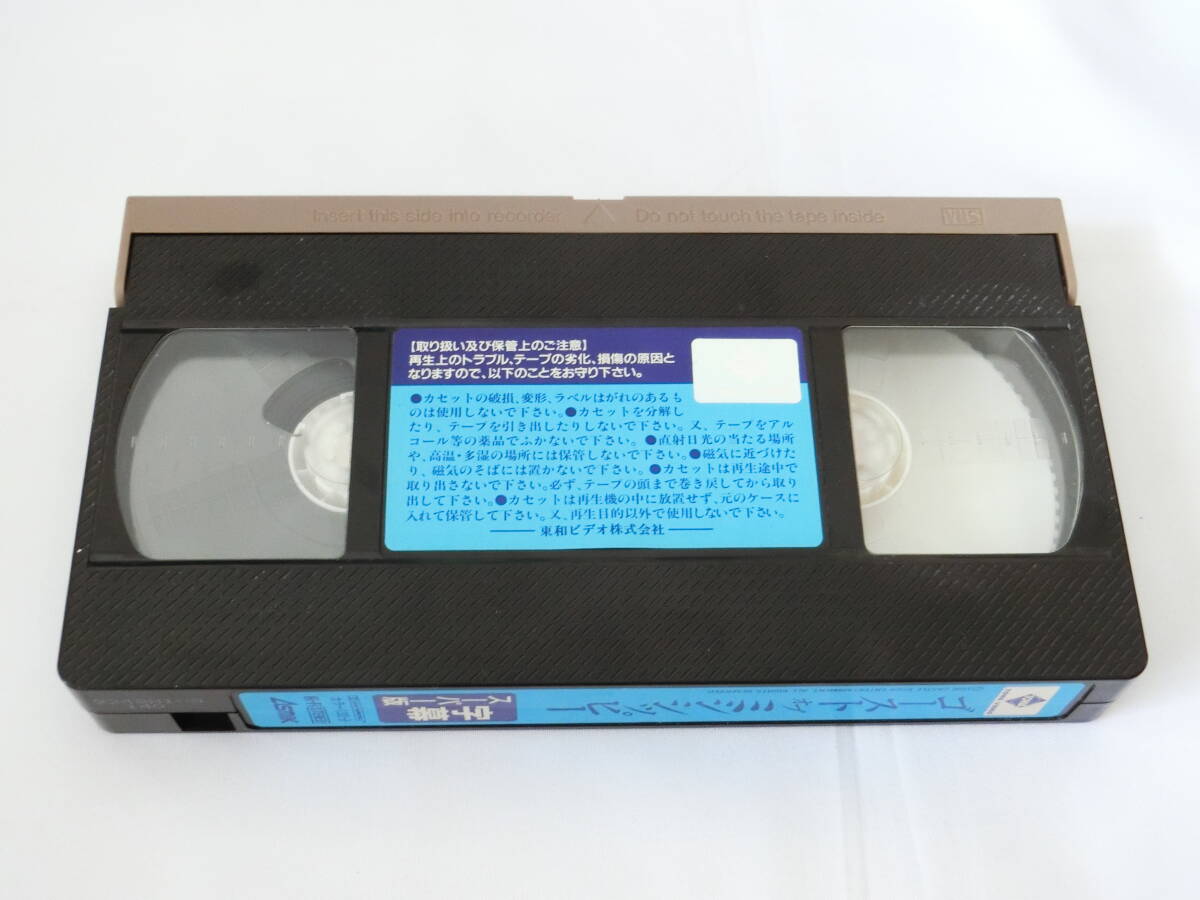 Insert this side into recorder △ Do not touch the tape inside VHS
【取り扱い及び保管上のご注意】
再生上のトラブル、テープの劣化、損傷の原因と
なりますので、以下のことをお守り下さい。
●カセットの破損、変形、ラベルはがれのあるも
のは使用しないで下さい。●カセットを分解し
たり、テープを引き出したりしないで下さい。又、テープをアル
コール等の薬品でふかないで下さい。●直射日光の当たる場所
や、高温・多湿の場所には保管しないで下さい。●磁気に近づけた
り、磁気のそばには置かないで下さい。●カセットは再生途中で
取り出さないで下さい。必ず、テープの頭まで巻き戻してから取り
出して下さい。●カセットは再生機の中に放置せず、元のケースに
入れて保管して下さい。又、再生目的以外で使用しないで下さい。
東和ビデオ株式会社
ゴースト・オブ・ミシシッピー
字幕
スーパー版
ASMIK